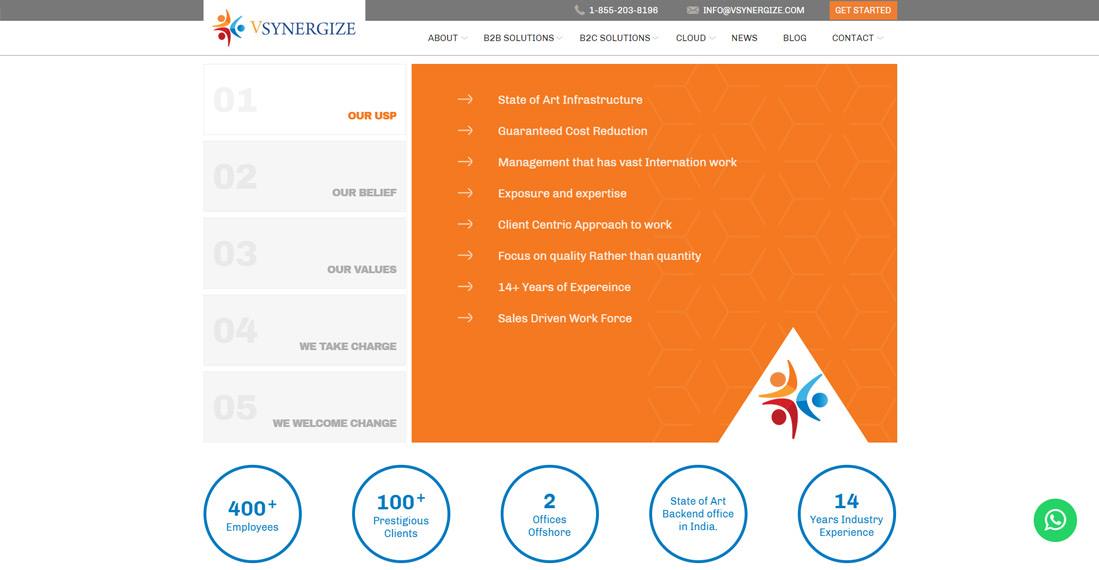 VSYNERGIZE
1-855-203-8196
INFO@VSYNERGIZE.COM
GET STARTED
ABOUT
B2B SOLUTIONS
B2C SOLUTIONS
CLOUD
NEWS
BLOG
CONTACT
01
OUR USP
02
OUR BELIEF
03
OUR VALUES
04
WE TAKE CHARGE
05
WE WELCOME CHANGE
State of Art Infrastructure
Guaranteed Cost Reduction
Management that has vast Internation work
Exposure and expertise
Client Centric Approach to work
Focus on quality Rather than quantity
14+ Years of Expereince
Sales Driven Work Force
400+
Employees
100+
Prestigious
Clients
2
Offices
Offshore
State of Art
Backend office
in India.
14
Years Industry
Experience